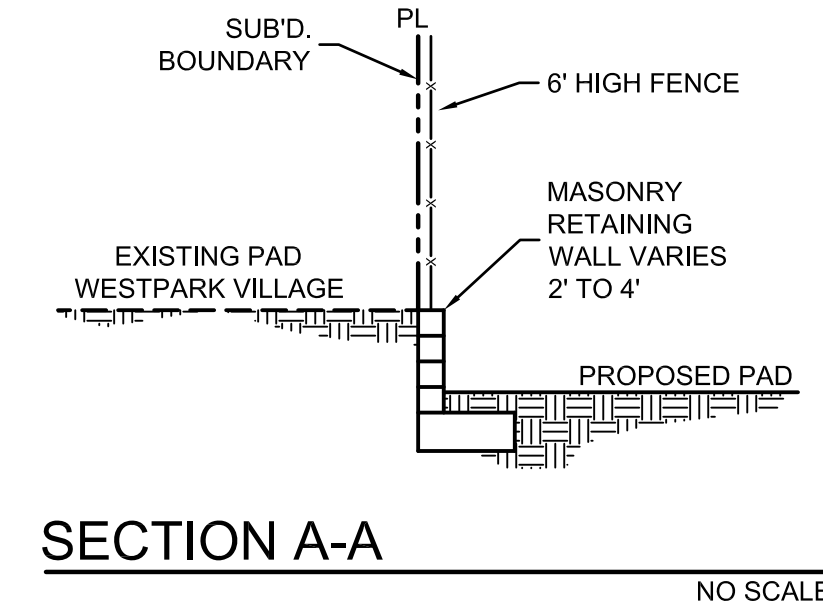 PL
SUB'D.
BOUNDARY
6' HIGH FENCE
MASONRY
RETAINING
WALL VARIES
2' TO 4'
EXISTING PAD
WESTPARK VILLAGE
PROPOSED PAD
SECTION A-A
NO SCALE